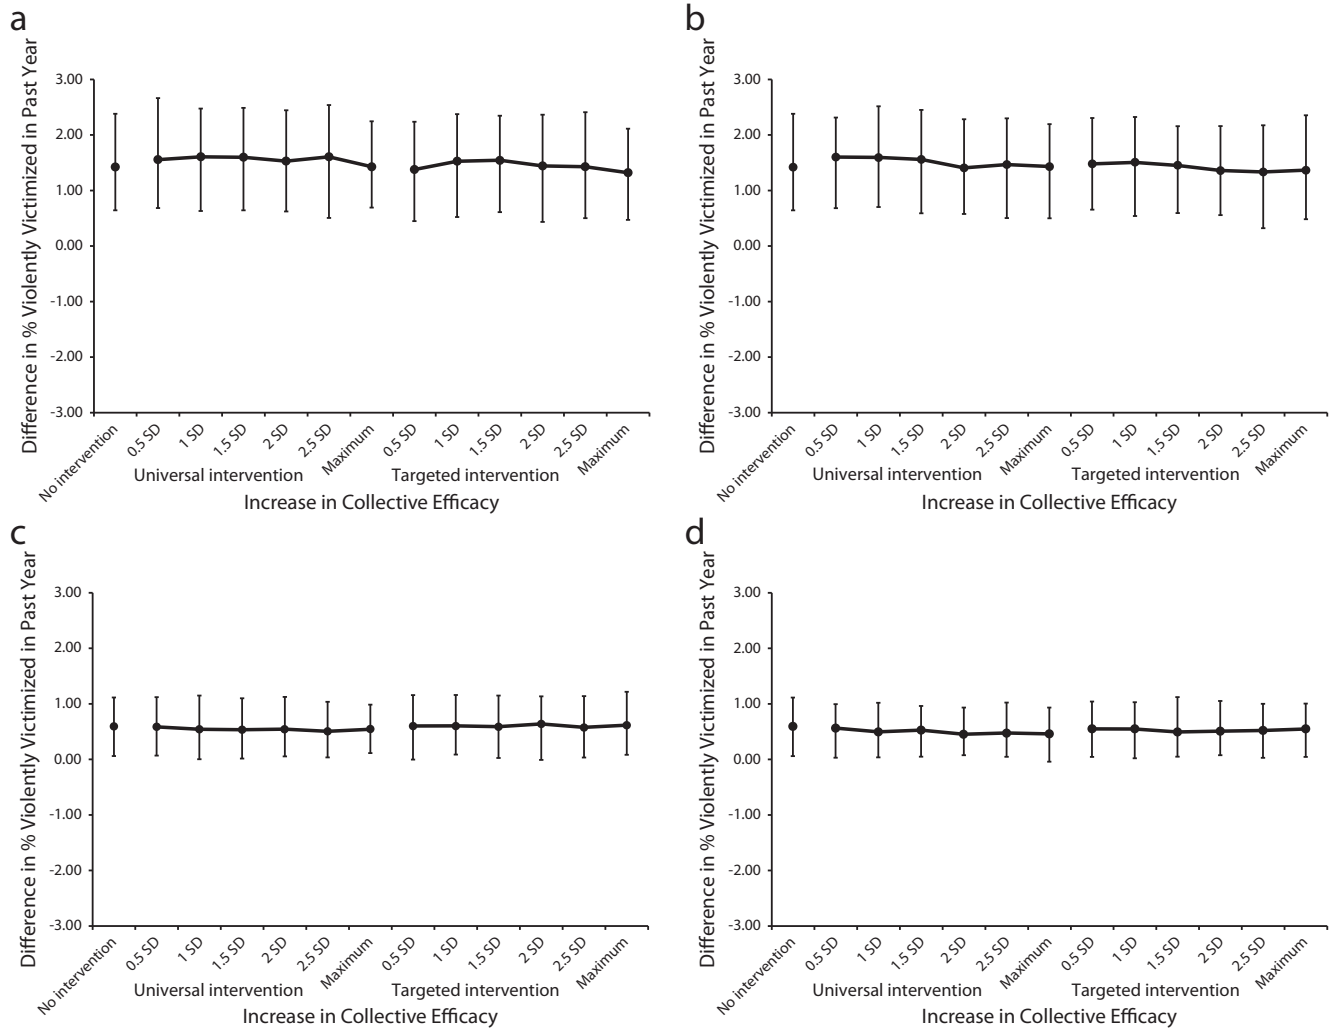 a
Difference in % Violently Victimized in Past Year
3.00
2.00
1.00
0.00
-1.00
-2.00
-3.00
No intervention
0.5 SD
1 SD
1.5 SD
2 SD
2.5 SD
Maximum
0.5 SD
1 SD
1.5 SD
2 SD
2.5 SD
Maximum
Universal intervention
Targeted intervention
Increase in Collective Efficacy
b
Difference in % Violently Victimized in Past Year
3.00
2.00
1.00
0.00
-1.00
-2.00
-3.00
No intervention
0.5 SD
1 SD
1.5 SD
2 SD
2.5 SD
Maximum
0.5 SD
1 SD
1.5 SD
2 SD
2.5 SD
Maximum
Universal intervention
Targeted intervention
Increase in Collective Efficacy
c
Difference in % Violently Victimized in Past Year
3.00
2.00
1.00
0.00
-1.00
-2.00
-3.00
No intervention
0.5 SD
1 SD
1.5 SD
2 SD
2.5 SD
Maximum
0.5 SD
1 SD
1.5 SD
2 SD
2.5 SD
Maximum
Universal intervention
Targeted intervention
Increase in Collective Efficacy
d
Difference in % Violently Victimized in Past Year
3.00
2.00
1.00
0.00
-1.00
-2.00
-3.00
No intervention
0.5 SD
1 SD
1.5 SD
2 SD
2.5 SD
Maximum
0.5 SD
1 SD
1.5 SD
2 SD
2.5 SD
Maximum
Universal intervention
Targeted intervention
Increase in Collective Efficacy